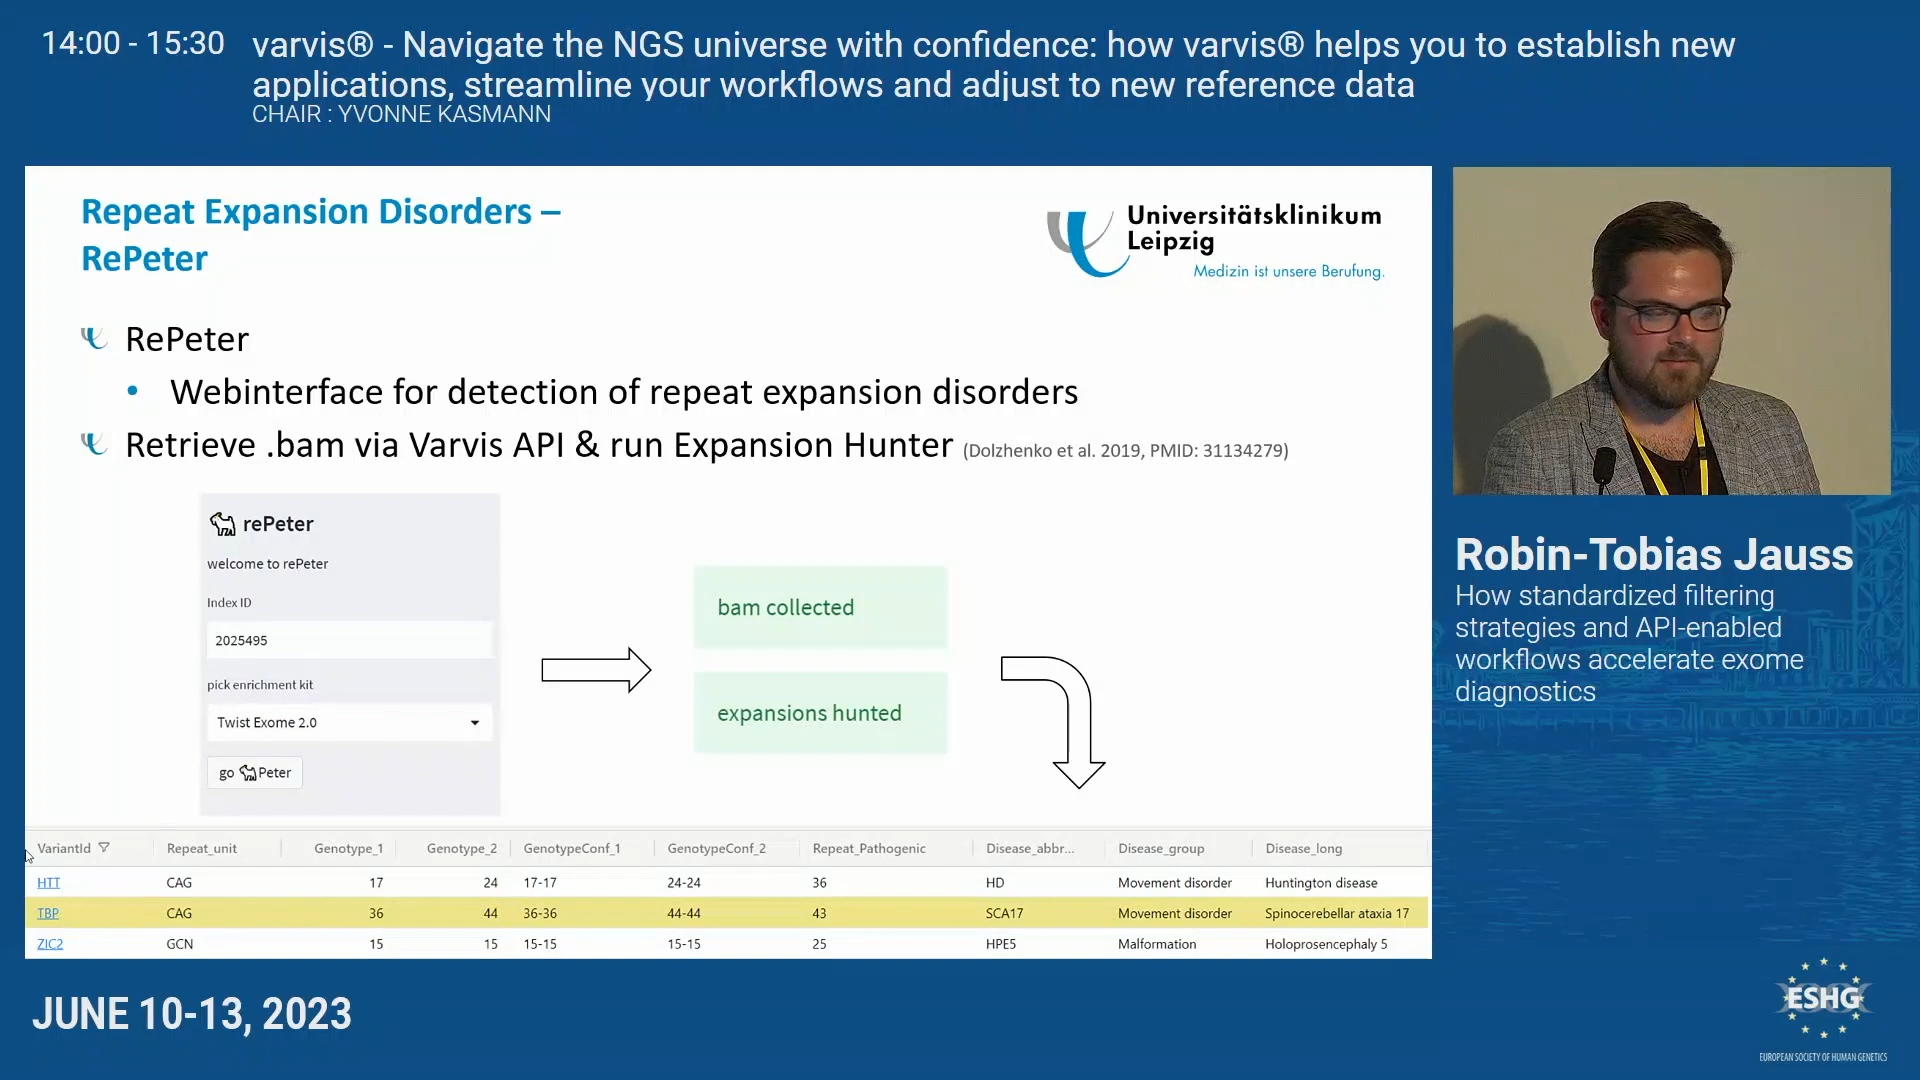 14:00 - 15:30
varvis® - Navigate the NGS universe with confidence: how varvis® helps you to establish new
applications, streamline your workflows and adjust to new reference data
CHAIR : YVONNE KASMANN
Repeat Expansion Disorders –
RePeter
Universitätsklinikum
Leipzig
Medizin ist unsere Berufung.
RePeter
• Webinterface for detection of repeat expansion disorders
Retrieve .bam via Varvis API & run Expansion Hunter (Dolzhenko et al. 2019, PMID: 31134279)
rePeter
welcome to rePeter
Index ID
2025495
pick enrichment kit
Twist Exome 2.0
go Peter
bam collected
expansions hunted
VariantId Repeat_unit Genotype_1 Genotype_2 GenotypeConf_1 GenotypeConf_2 Repeat_Pathogenic Disease_abbr... Disease_group Disease_long
HTT CAG 17 24 17-17 24-24 36 HD Movement disorder Huntington disease
TBP CAG 36 44 36-36 44-44 43 SCA17 Movement disorder Spinocerebellar ataxia 17
ZIC2 GCN 15 15 15-15 15-15 25 HPE5 Malformation Holoprosencephaly 5
Robin-Tobias Jauss
How standardized filtering
strategies and API-enabled
workflows accelerate exome
diagnostics
JUNE 10-13, 2023
ESHG
EUROPEAN SOCIETY OF HUMAN GENETICS